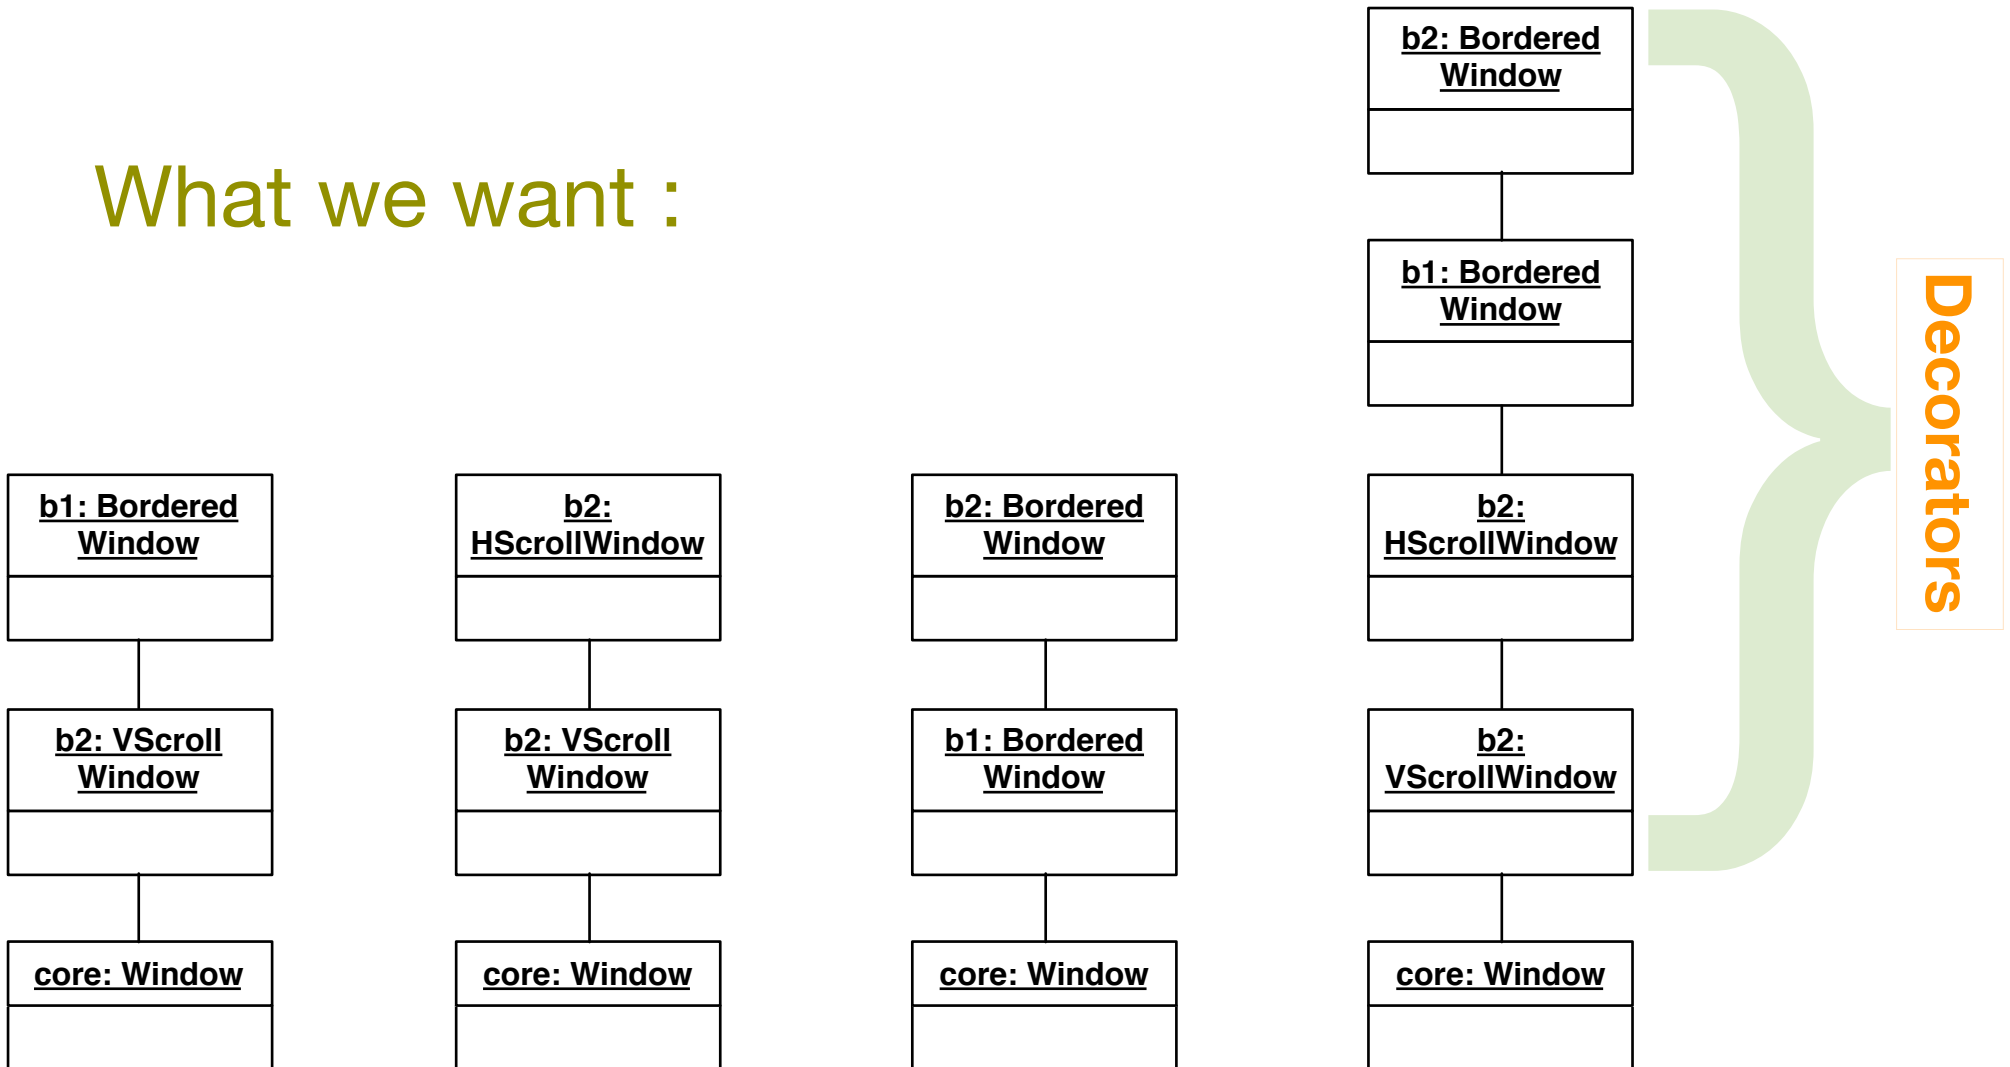 What we want :
b1: Bordered
Window
b2: VScroll
Window
core: Window
b2:
HScrollWindow
b2: VScroll
Window
core: Window
b2: Bordered
Window
b1: Bordered
Window
core: Window
b2: Bordered
Window
b1: Bordered
Window
b2:
HScrollWindow
b2:
VScrollWindow
core: Window
Decorators